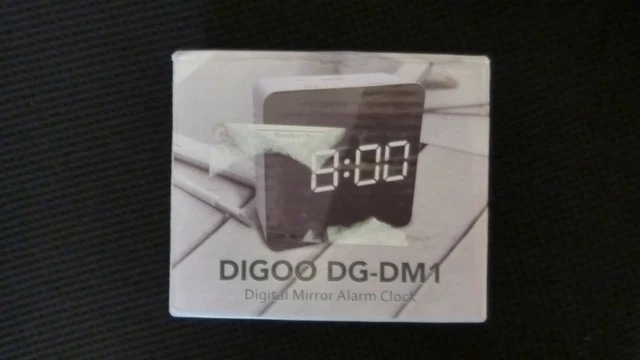 8:00
DIGOO DG-DM1
Digital Mirror Alarm Clock